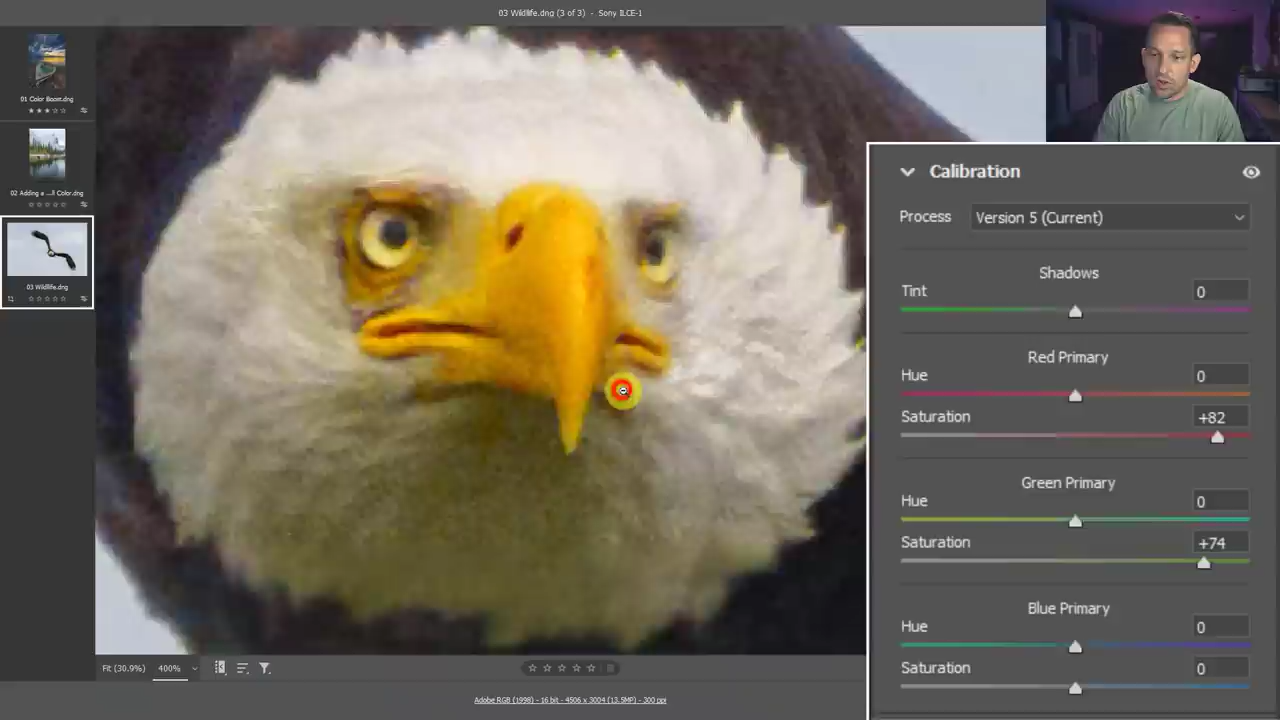 03 Wildlife.dng (3 of 3) - Sony ILCE-1
01 Color Boom.dng
02 Adding a ...ll Color.dng
03 Wildlife.dng
Calibration
Process Version 5 (Current)
Shadows
Tint 0
Red Primary
Hue 0
Saturation +82
Green Primary
Hue 0
Saturation +74
Blue Primary
Hue 0
Saturation 0
Fit (30.9%) 400%
Adobe RGB (1998) - 16 bit - 4506 x 3004 (13.5MP) - 300 ppi